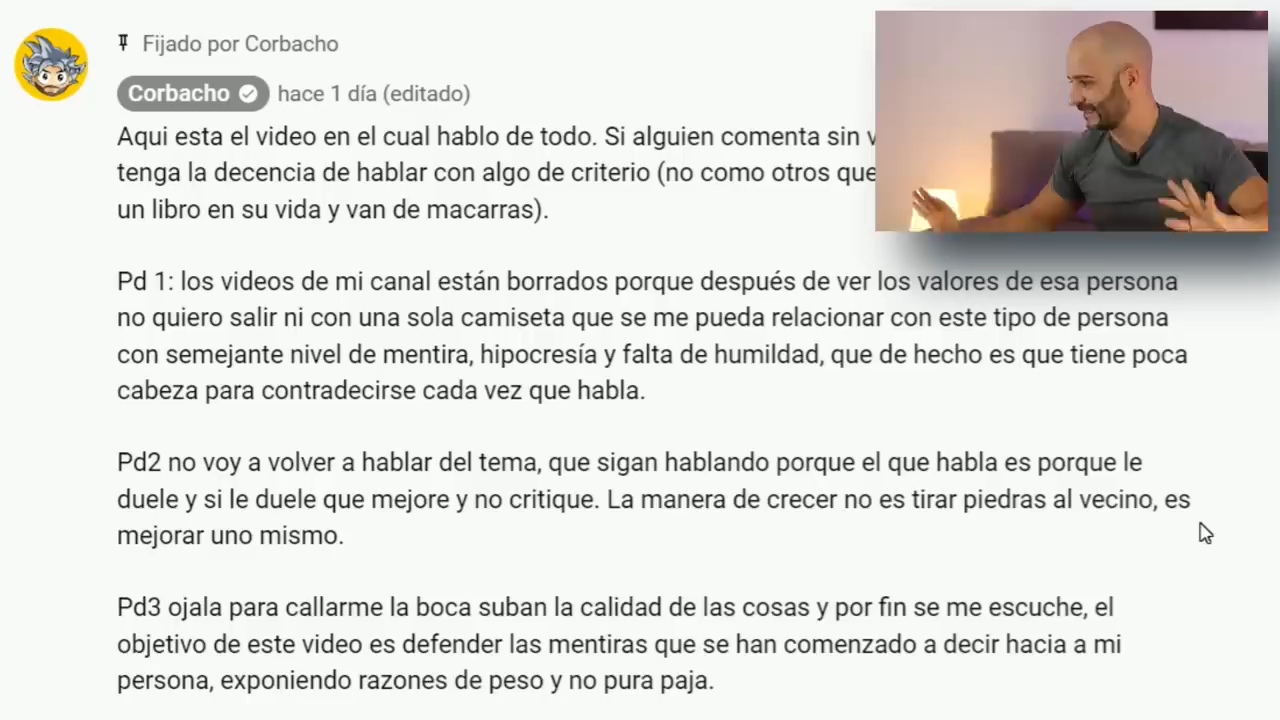 Fijado por Corbacho
Corbacho hace 1 día (editado)
Aqui esta el video en el cual hablo de todo. Si alguien comenta sin
tenga la decencia de hablar con algo de criterio (no como otros que
un libro en su vida y van de macarras).
Pd 1: los videos de mi canal están borrados porque después de ver los valores de esa persona
no quiero salir ni con una sola camiseta que se me pueda relacionar con este tipo de persona
con semejante nivel de mentira, hipocresía y falta de humildad, que de hecho es que tiene poca
cabeza para contradecirse cada vez que habla.
Pd2 no voy a volver a hablar del tema, que sigan hablando porque el que habla es porque le
duele y si le duele que mejore y no critique. La manera de crecer no es tirar piedras al vecino, es
mejorar uno mismo.
Pd3 ojala para callarme la boca suban la calidad de las cosas y por fin se me escuche, el
objetivo de este video es defender las mentiras que se han comenzado a decir hacia a mi
persona, exponiendo razones de peso y no pura paja.